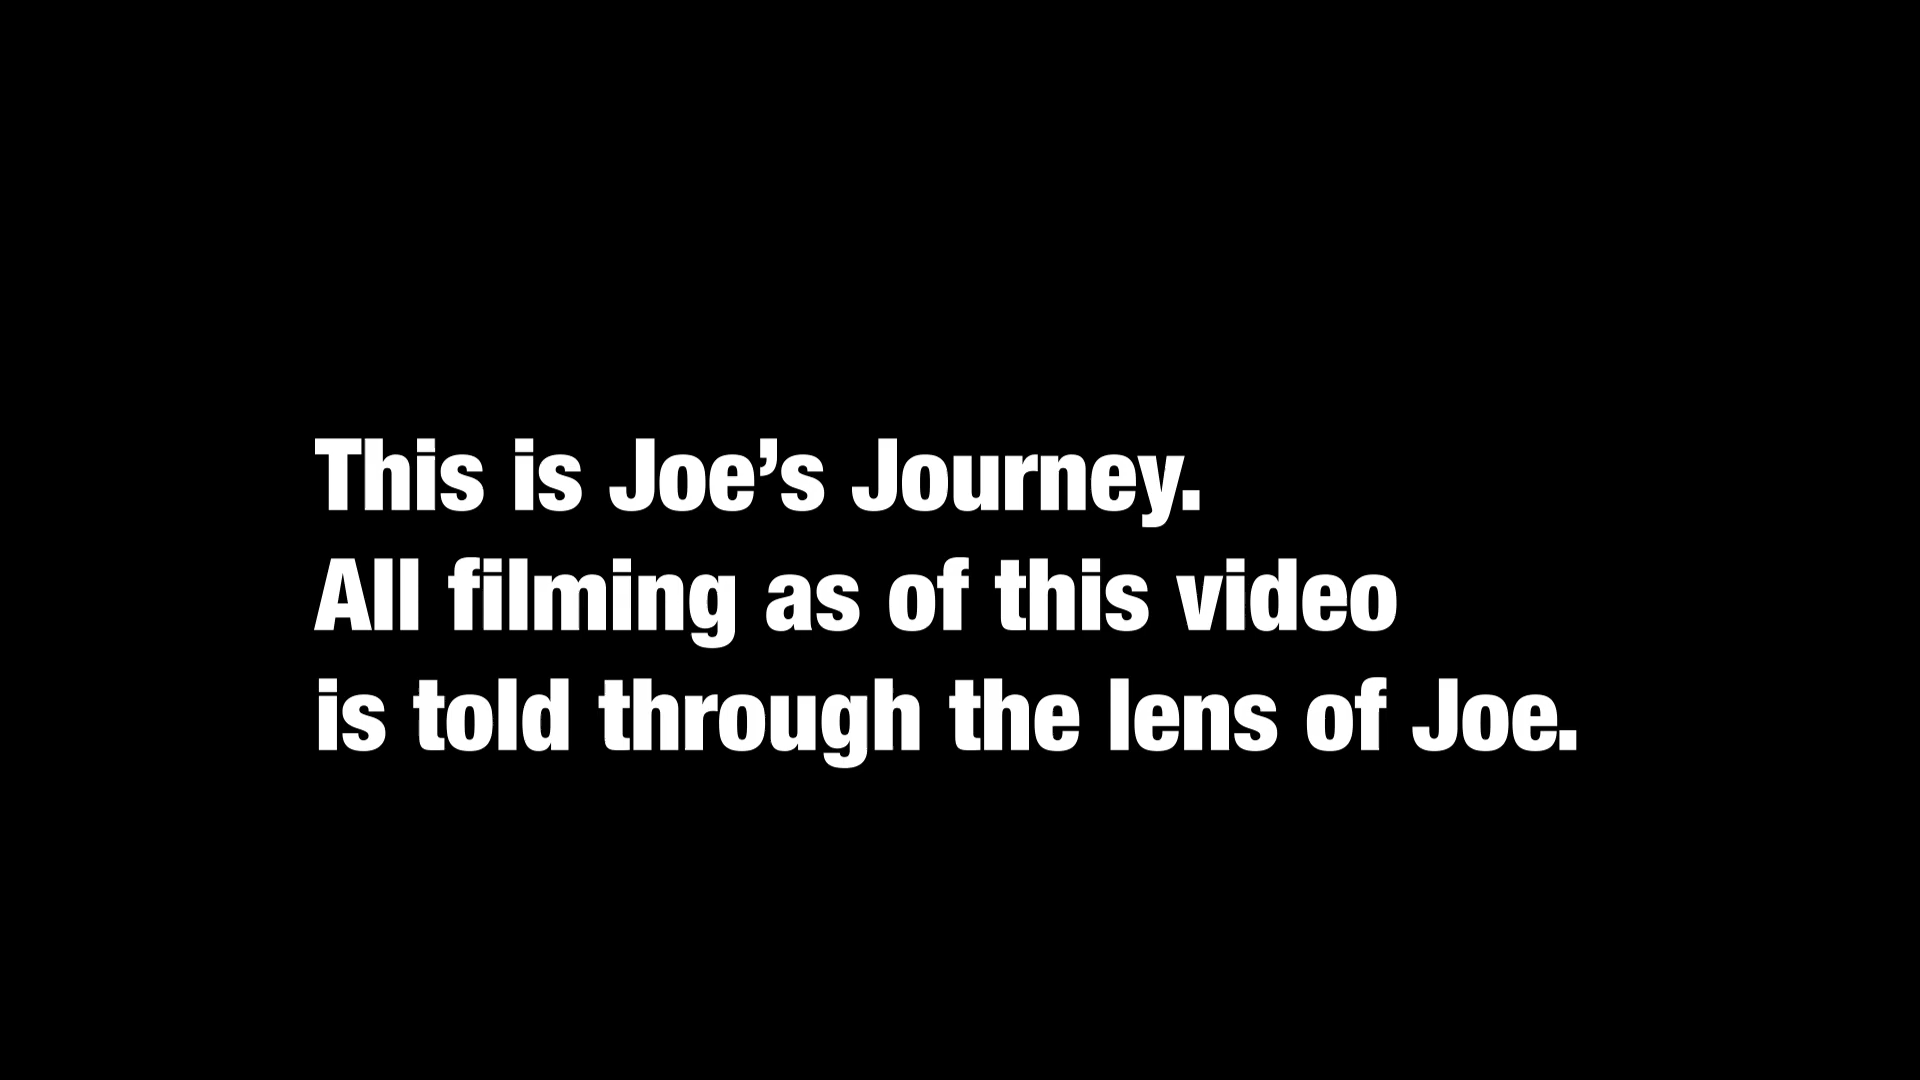 This is Joe’s Journey.
All filming as of this video
is told through the lens of Joe.